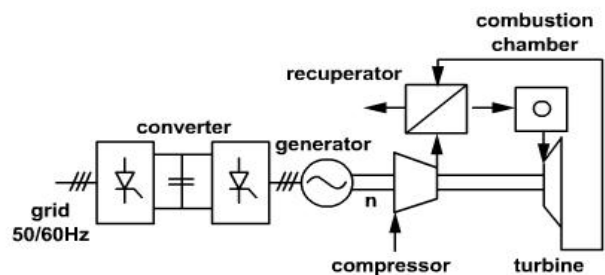 combustion
chamber
recuperator
converter
generator
n
grid
50/60Hz
compressor
turbine